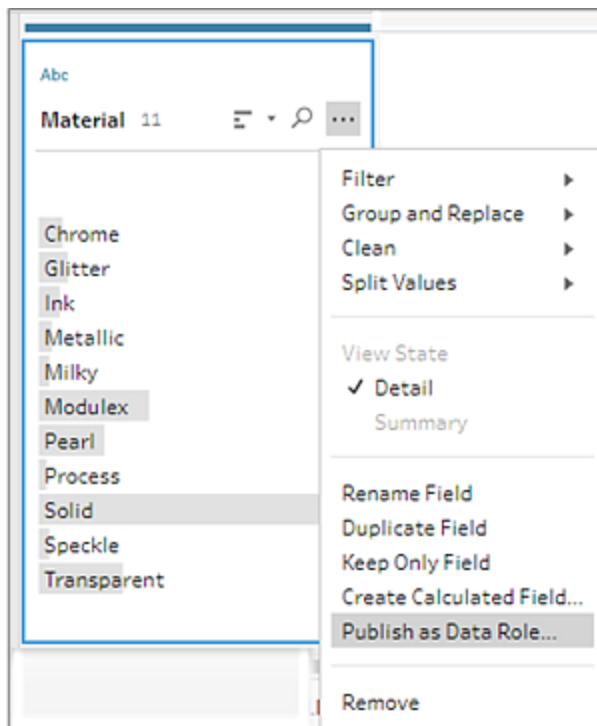 Abc
Material 11
Chrome
Glitter
Ink
Metallic
Milky
Modulex
Pearl
Process
Solid
Speckle
Transparent
Filter
Group and Replace
Clean
Split Values
View State
Detail
Summary
Rename Field
Duplicate Field
Keep Only Field
Create Calculated Field...
Publish as Data Role...
Remove